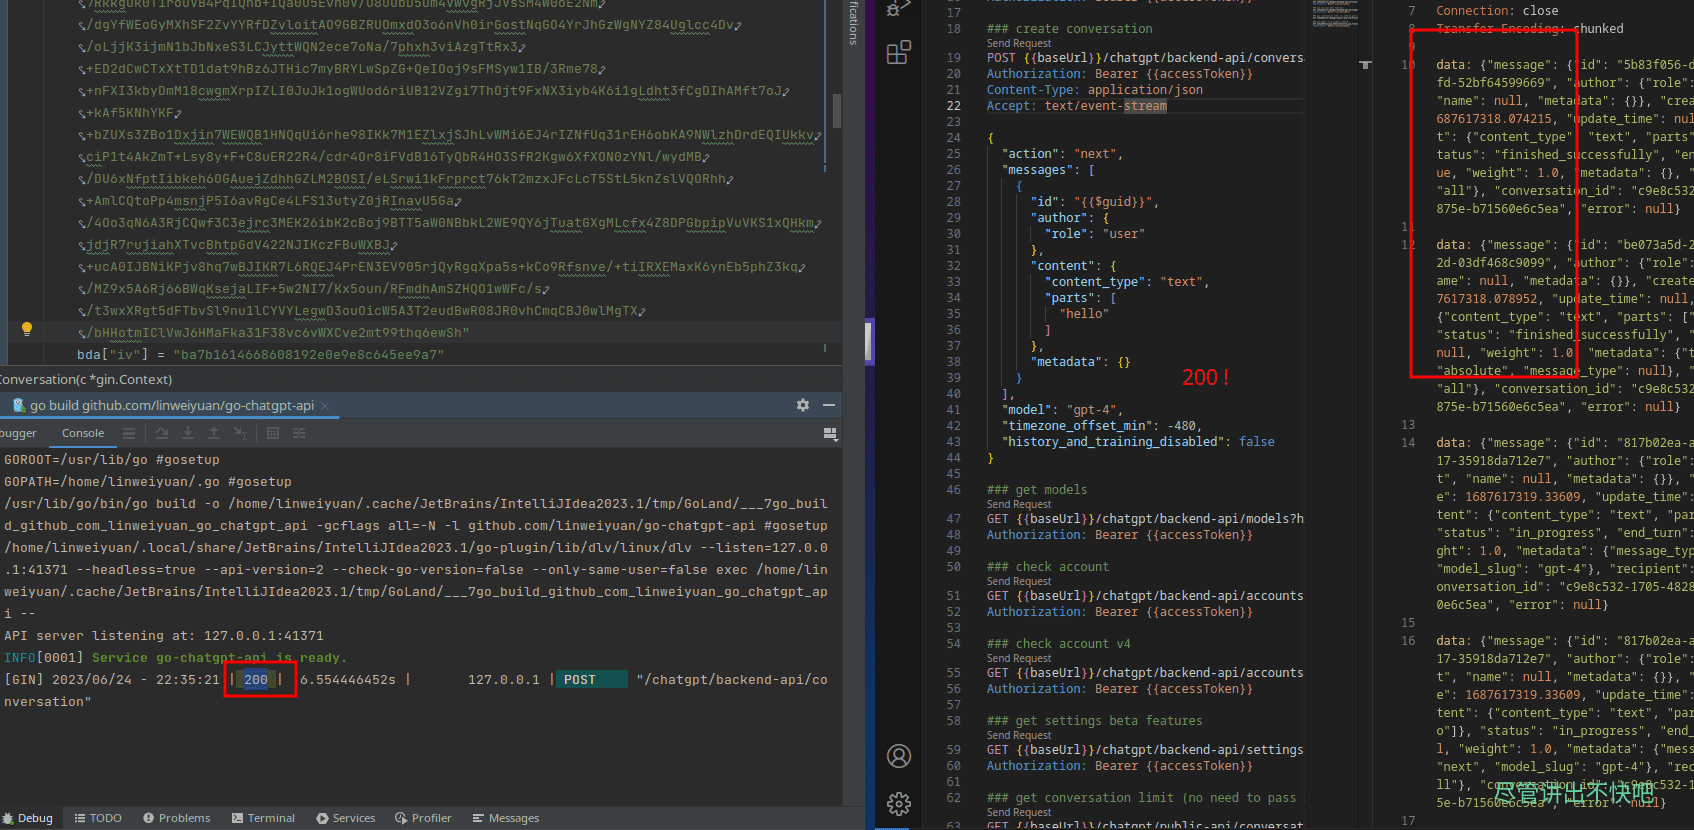 ↳/dgYfWEoGyMXhSF2ZvYYRfDZvloitAO9GBZRUOmxdO3o6nVh0irGostNqGO4YrJhGzWgNYZ84Uglcc4Dv↲
↳/oLjjK3ijmN1bJbNxeS3LCJyttWQN2ece7oNa/7phxh3viAzgTtRx3↲
↳+ED2dCwCTxXtTD1dat9hBz6JTHic7myBRYLwSpZG+QeIOoj9sFMSyw1IB/3Rme78↲
↳+nFXI3kbyDmM18cwgmXrpIZLI0JuJk1ogWUod6riUB12VZgi7ThOjt9FxNX3iyb4K6i1gLdht3fCgDIhAMft7oJ↲
↳+kAf5KNhYKF↲
↳+bZUXs3ZBo1Dxjin7WEWQB1HNQqUi6rhe98IKk7M1EZlxjSJhLvWMi6EJ4rIZNfUq31rEH6obKA9NWlzhDrdEQIUkkv↲
↳/ciP1t4AkZmT+Lsy8y+F+C8uER22R4/cdr4Or8iFVdB16TyQbR4HO3SfR2Kgw6XfXON0zYNl/wydMB↲
↳/DU6xNfptIibkeh6OGAuejZdhhGZLM2BOSI/eLSrwi1kFrprct76kT2mzxJFcLcT5StL5knZslVQORhh↲
↳+AmlCQtoPp4msnjP5I6avRgCe4LFS13utyZ0jRInavU5Ga↲
↳/4Oo3qN6A3RjCQwf3C3ejrc3MEK26ibK2cBoj9BTT5aW0NBbkL2WE9QY6jTuatGXgMLcfx4Z8DPGbpipVuVKS1xQHkm↲
↳jdjR7rujiahXTvcBhtpGdV422NJIKczFBuWXBJ↲
↳+ucA0IJBNiKPjv8hq7wBJIKR7L6RQEJ4PrEN3EV905rjQyRgqXpa5s+kCo9Rfsnve/+tiIRXEMaxK6ynEb5phZ3kq↲
↳/MZ9x5A6Rj66BWqKsejaLIF+5w2NI7/Kx5oun/RFmdhAmSZHQO1wWFc/s↲
↳/t3wxXRgt5dFTbvSl9nu1lCYVYLegwD3ouOicW5A3T2eudBwR08JR0vhCmqCBJ0wlMgTX↲
↳/bHHotmIClVwJ6HMaFka31F38vc6vWXCve2mt99thq6ewSh"
bda["iv"] = "ba7b1614668608192e0e9e8c645ee9a7"
Conversation(c *gin.Context)
go build github.com/linweiyuan/go-chatgpt-api
bugger
Console
GOROOT=/usr/lib/go #gosetup
GOPATH=/home/linweiyuan/.go #gosetup
/usr/lib/go/bin/go build -o /home/linweiyuan/.cache/JetBrains/IntelliJIdea2023.1/tmp/GoLand/___7go_buil
d_github_com_linweiyuan_go_chatgpt_api -gcflags all=-N -l github.com/linweiyuan/go-chatgpt-api #gosetup
/home/linweiyuan/.local/share/JetBrains/IntelliJIdea2023.1/go-plugin/lib/dlv/linux/dlv --listen=127.0.0
.1:41371 --headless=true --api-version=2 --check-go-version=false --only-same-user=false exec /home/lin
weiyuan/.cache/JetBrains/IntelliJIdea2023.1/tmp/GoLand/___7go_build_github_com_linweiyuan_go_chatgpt_ap
i --
API server listening at: 127.0.0.1:41371
INFO[0001] Service go-chatgpt-api is ready.
[GIN] 2023/06/24 - 22:35:21 | 200 | 6.554446452s | 127.0.0.1 | POST "/chatgpt/backend-api/co
nversation"
Debug
TODO
Problems
Terminal
Services
Profiler
Messages
fications
17
18 ### create conversation
Send Request
19 POST {{baseUrl}}/chatgpt/backend-api/convers
20 Authorization: Bearer {{accessToken}}
21 Content-Type: application/json
22 Accept: text/event-stream
23
24 {
25 "action": "next",
26 "messages": [
27 {
28 "id": "{{$guid}}",
29 "author": {
30 "role": "user"
31 },
32 "content": {
33 "content_type": "text",
34 "parts": [
35 "hello"
36 ]
37 },
38 "metadata": {}
39 }
200!
40 ],
41 "model": "gpt-4",
42 "timezone_offset_min": -480,
43 "history_and_training_disabled": false
44 }
45
46 ### get models
Send Request
47 GET {{baseUrl}}/chatgpt/backend-api/models?h
48 Authorization: Bearer {{accessToken}}
49
50 ### check account
Send Request
51 GET {{baseUrl}}/chatgpt/backend-api/accounts
52 Authorization: Bearer {{accessToken}}
53
54 ### check account v4
Send Request
55 GET {{baseUrl}}/chatgpt/backend-api/accounts
56 Authorization: Bearer {{accessToken}}
57
58 ### get settings beta features
Send Request
59 GET {{baseUrl}}/chatgpt/backend-api/settings
60 Authorization: Bearer {{accessToken}}
61
62 ### get conversation limit (no need to pass
Send Request
63 GET {{baseUrl}}/chatgpt/public-api/conversat
7 Connection: close
8 Transfer-Encoding: chunked
9
10 data: {"message": {"id": "5b83f056-d
fd-52bf64599669", "author": {"role":
"name": null, "metadata": {}}, "crea
687617318.074215, "update_time": nul
t": {"content_type": "text", "parts"
tatus": "finished_successfully", "en
ue, "weight": 1.0, "metadata": {}, "
"all"}, "conversation_id": "c9e8c532
875e-b71560e6c5ea", "error": null}
11
12 data: {"message": {"id": "be073a5d-2
2d-03df468c9099", "author": {"role":
ame": null, "metadata": {}}, "create
7617318.078952, "update_time": null,
{"content_type": "text", "parts": ["
"status": "finished_successfully", "
null, "weight": 1.0, "metadata": {"t
"absolute", "message_type": null}, "
"all"}, "conversation_id": "c9e8c532
875e-b71560e6c5ea", "error": null}
13
14 data: {"message": {"id": "817b02ea-a
17-35918da712e7", "author": {"role":
t", "name": null, "metadata": {}}, "
e": 1687617319.33609, "update_time":
tent": {"content_type": "text", "par
"status": "in_progress", "end_turn":
ght": 1.0, "metadata": {"message_typ
"model_slug": "gpt-4"}, "recipient":
onversation_id": "c9e8c532-1705-4828
0e6c5ea", "error": null}
15
16 data: {"message": {"id": "817b02ea-a
17-35918da712e7", "author": {"role":
t", "name": null, "metadata": {}}, "
e": 1687617319.33609, "update_time":
tent": {"content_type": "text", "par
o"]}, "status": "in_progress", "end_
l, "weight": 1.0, "metadata": {"mess
"next", "model_slug": "gpt-4"}, "rec
ll"}, "conversation_id": "c9e8c532-1
5e-b71560e6c5ea", "error": null}
尽管讲出不快吧
17